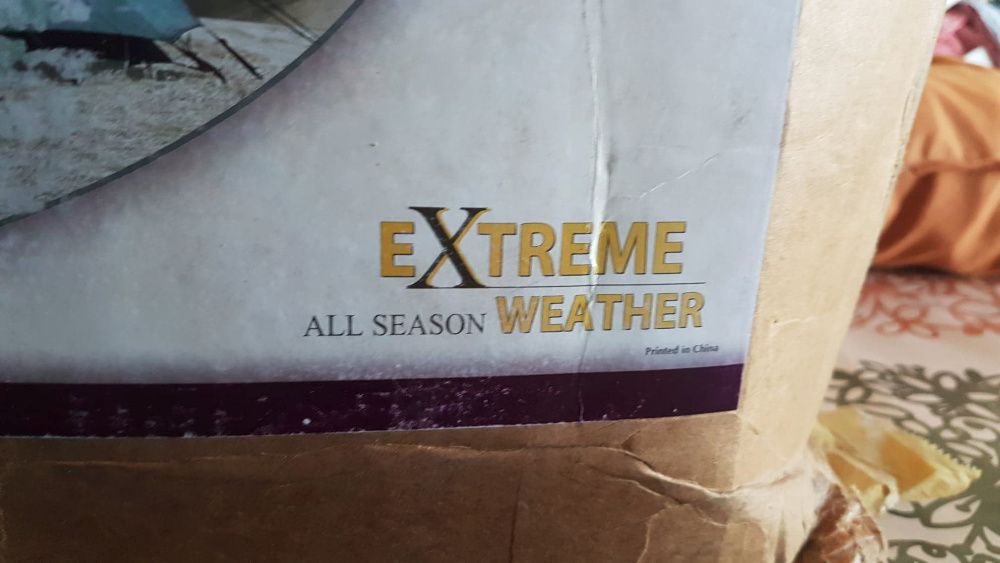 EXTREME
ALL SEASON WEATHER
Printed in China